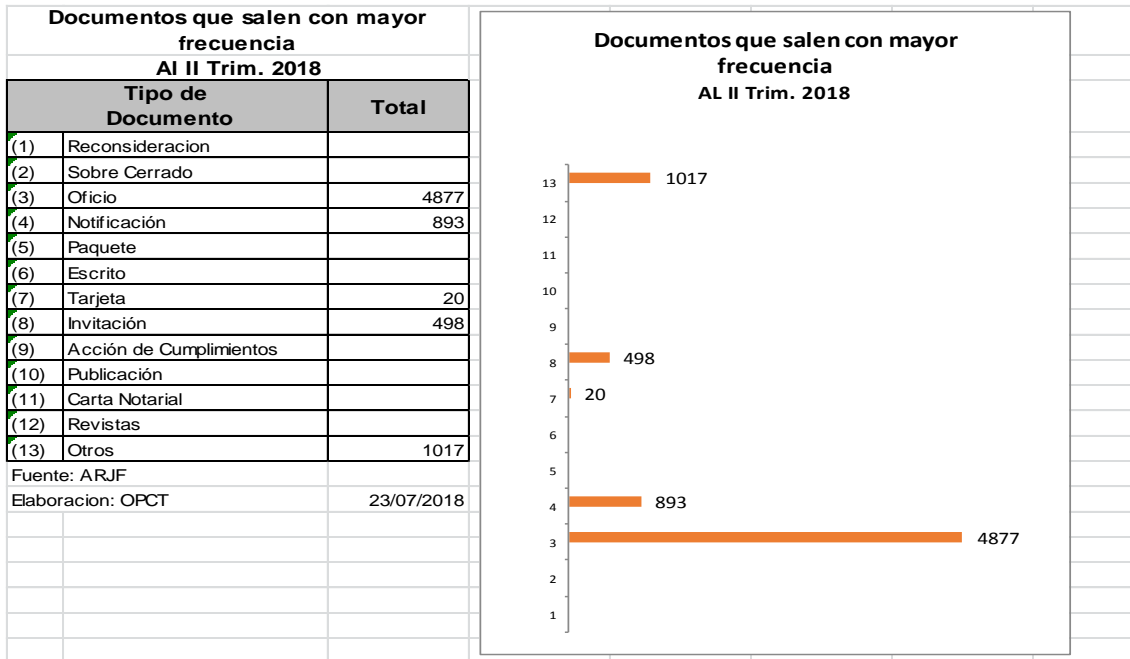 Documentos que salen con mayor
frecuencia
Al II Trim. 2018
Tipo de
Documento
Total
(1) Reconsideracion
(2) Sobre Cerrado
(3) Oficio 4877
(4) Notificación 893
(5) Paquete
(6) Escrito
(7) Tarjeta 20
(8) Invitación 498
(9) Acción de Cumplimientos
(10) Publicación
(11) Carta Notarial
(12) Revistas
(13) Otros 1017
Fuente: ARJF
Elaboracion: OPCT 23/07/2018
Documentos que salen con mayor
frecuencia
AL II Trim. 2018
13 1017
12
11
10
9
8 498
7 20
6
5
4 893
3 4877
2
1